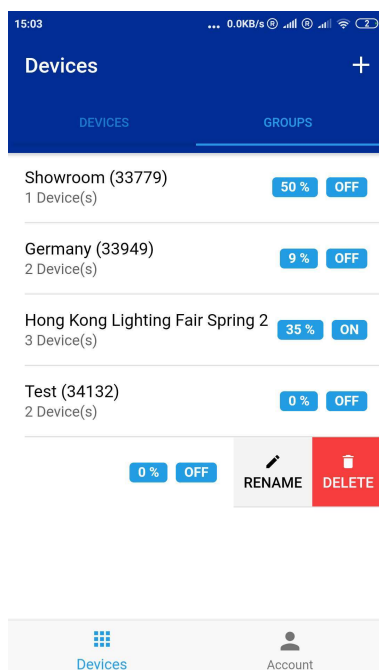 15:03 ... 0.0KB/s R R 2
Devices +
DEVICES GROUPS
Showroom (33779)
1 Device(s)
50 % OFF
Germany (33949)
2 Device(s)
9 % OFF
Hong Kong Lighting Fair Spring 2
3 Device(s)
35 % ON
Test (34132)
2 Device(s)
0 % OFF
0 % OFF RENAME DELETE
Devices Account